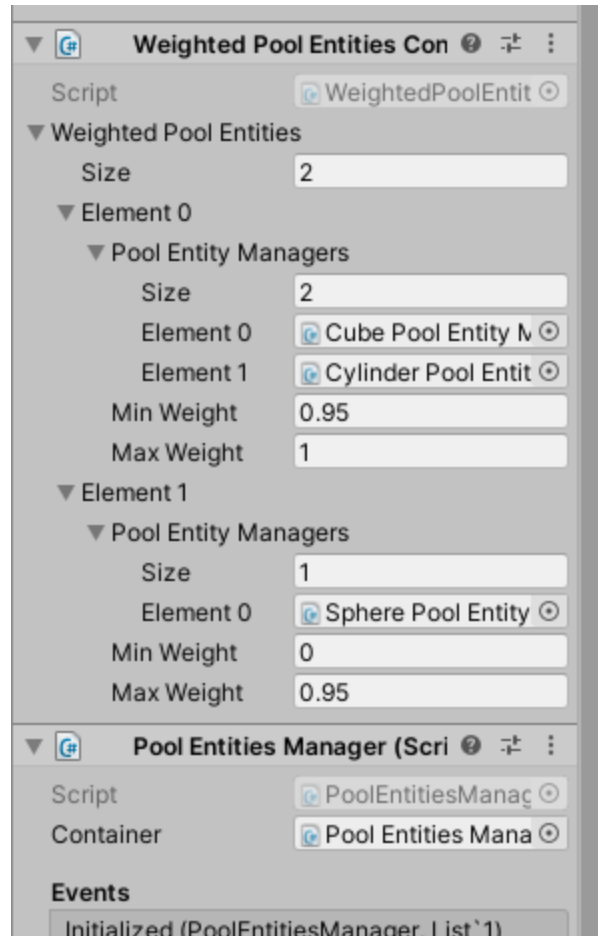 Weighted Pool Entities Con
Script WeightedPoolEntit
Weighted Pool Entities
Size 2
Element 0
Pool Entity Managers
Size 2
Element 0 Cube Pool Entity M
Element 1 Cylinder Pool Entit
Min Weight 0.95
Max Weight 1
Element 1
Pool Entity Managers
Size 1
Element 0 Sphere Pool Entity
Min Weight 0
Max Weight 0.95
Pool Entities Manager (Scri
Script PoolEntitiesManag
Container Pool Entities Mana
Events
Initialized (PoolEntitiesManager, List`1)